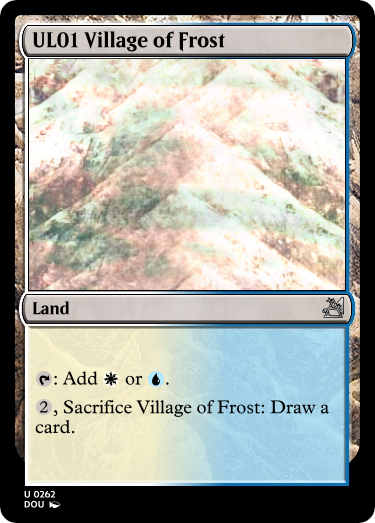 UL01 Village of Frost
Land
: Add or .
2, Sacrifice Village of Frost: Draw a
card.
U 0262
DOU